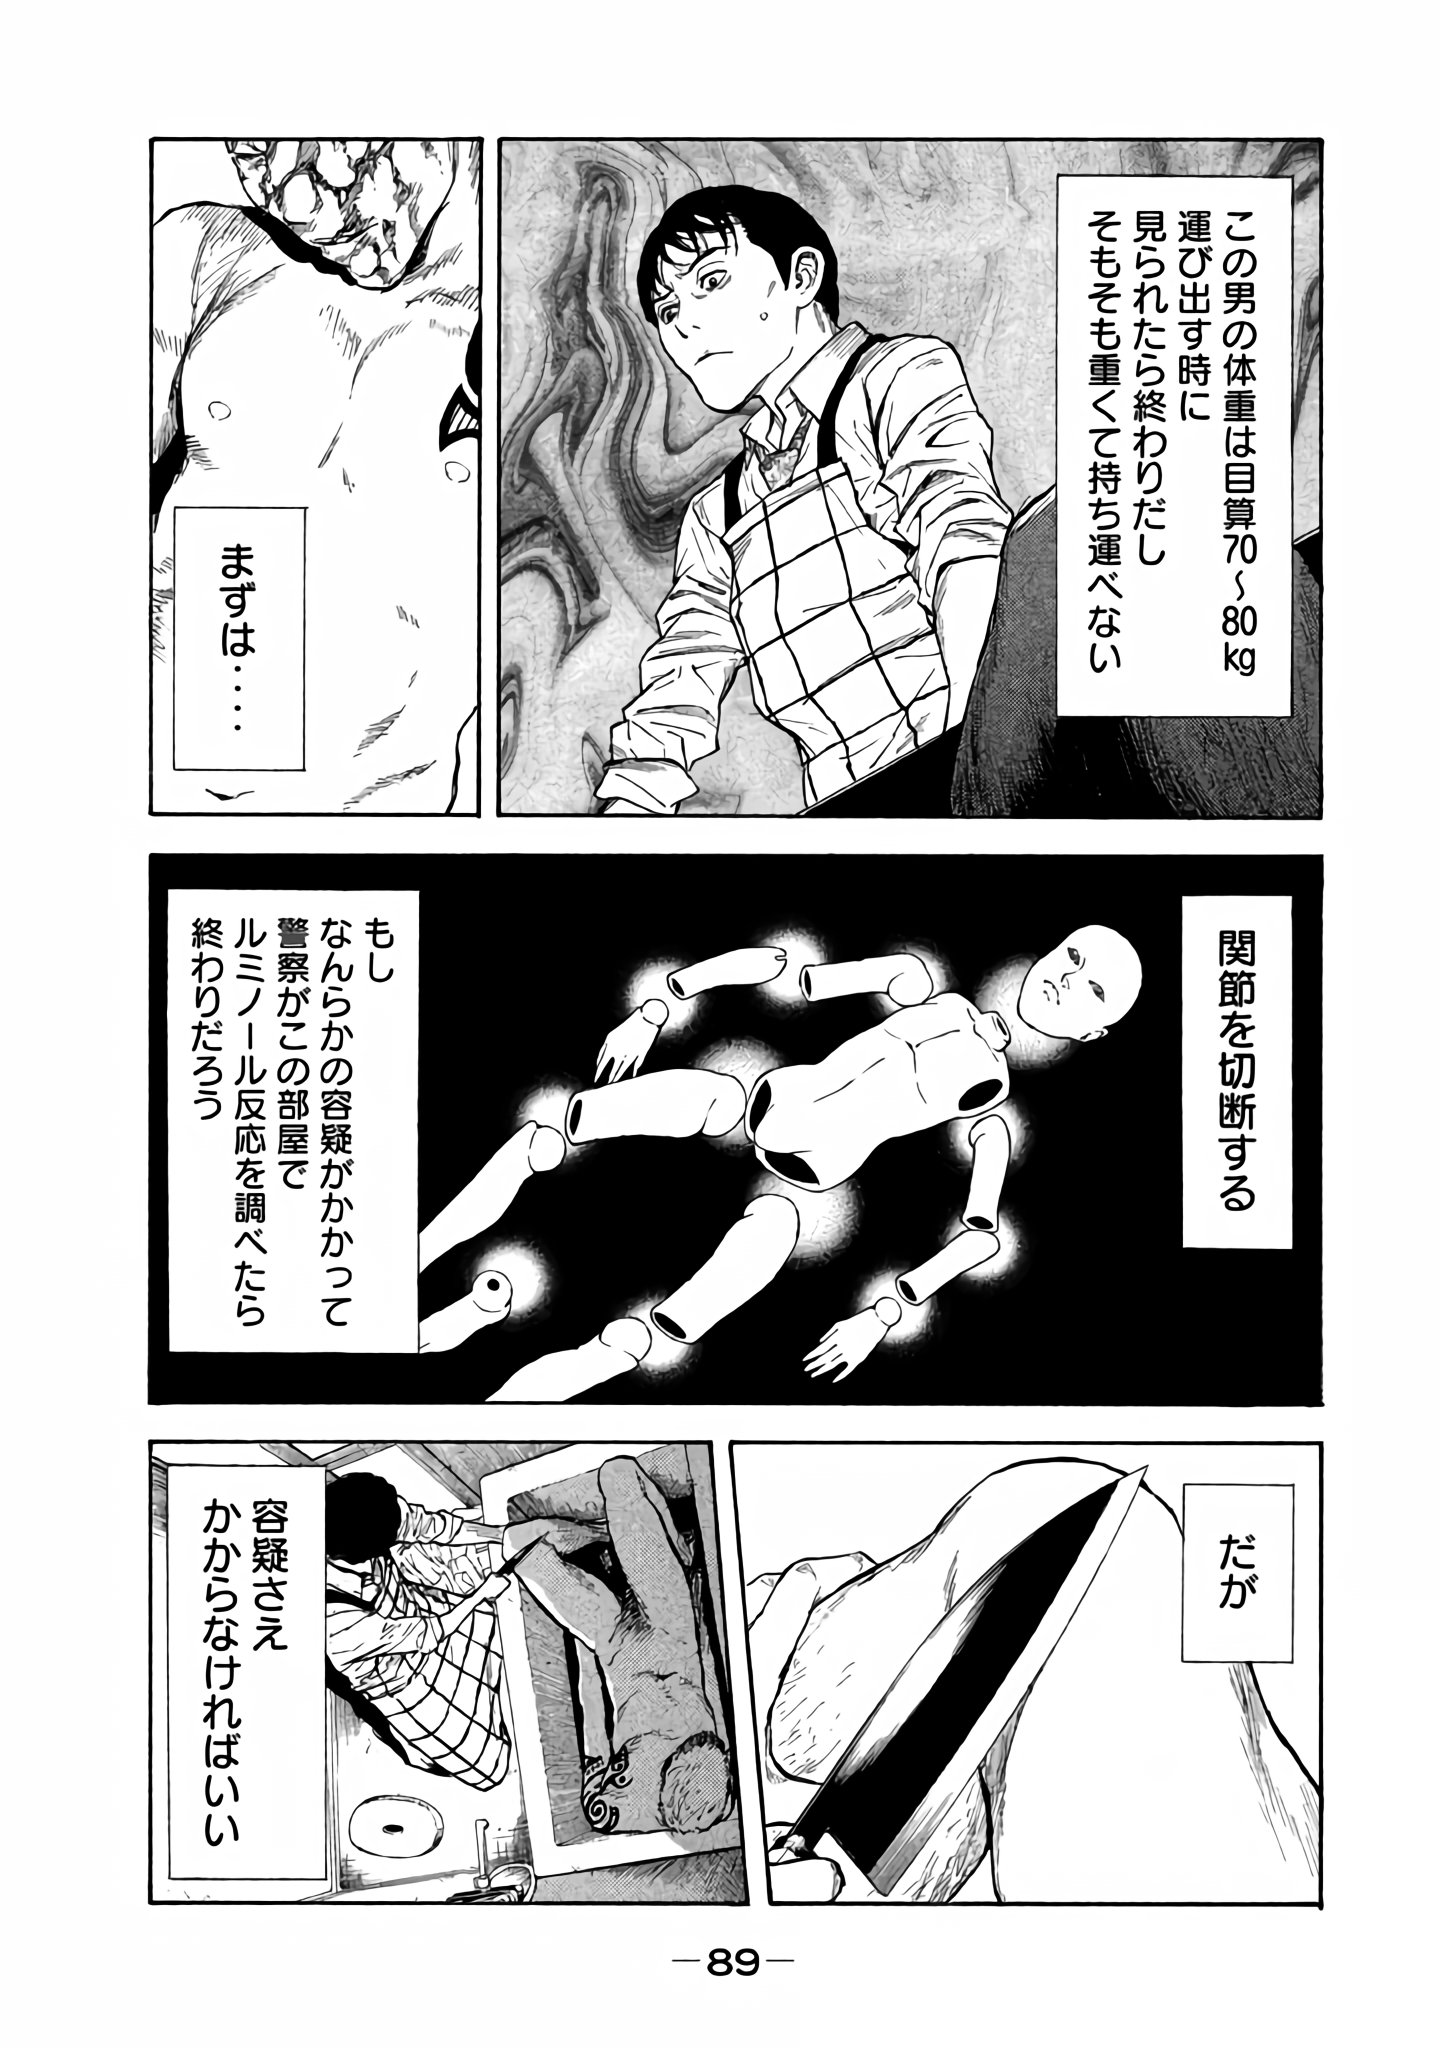 この男の体重は目算70～80kg
運び出す時に
見られたら終わりだし
そもそも重くて持ち運べない
まずは‥‥
関節を切断する
もし
なんらかの容疑がかかって
警察がこの部屋で
ルミノール反応を調べたら
終わりだろう
だが
容疑さえ
かからなければいい
—89—